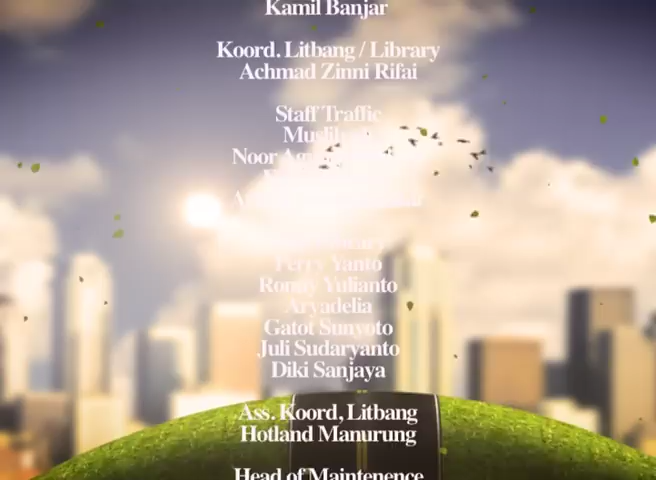 Kamil Banjar
Koord. Litbang / Library
Achmad Zinni Rifai
Staff Traffic
Noor
Ferry Yanto
Ronny Yulianto
Aryadelia
Gatot Sunyoto
Juli Sudaryanto
Diki Sanjaya
Ass. Koord, Litbang
Hotland Manurung
Head of Maintenence